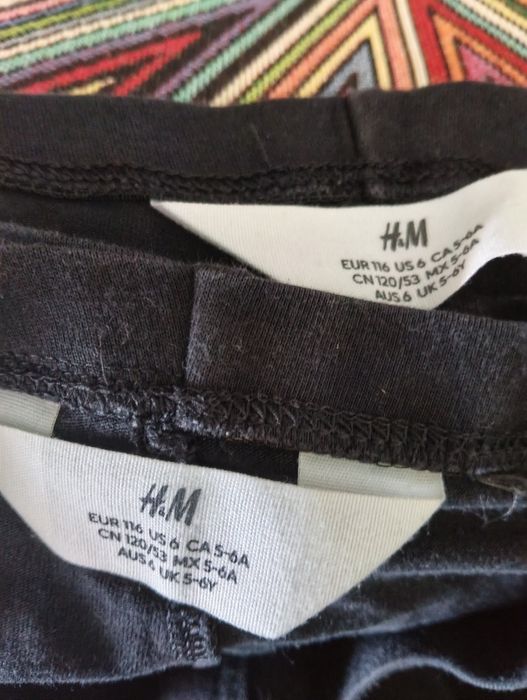 H&M
EUR 116 US 6 CA 5-6A
CN 120/53 MX 5-6A
AUS 6 UK 5-6Y
H&M
EUR 116 US 6 CA 5-6A
CN 120/53 MX 5-6A
AUS 6 UK 5-6Y